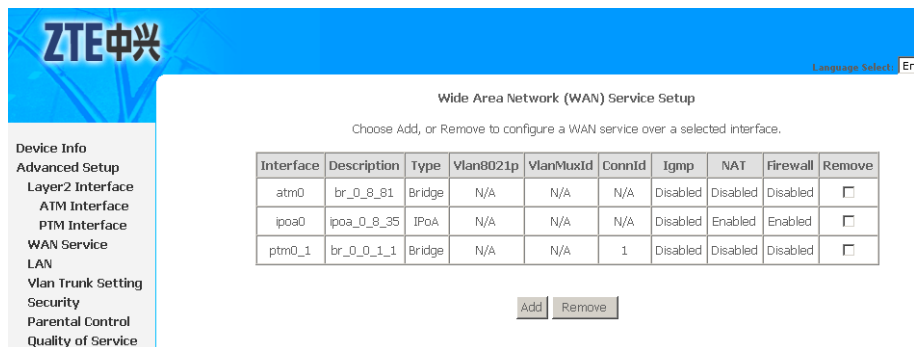 ZTE中兴
Language Select: En
Wide Area Network (WAN) Service Setup
Choose Add, or Remove to configure a WAN service over a selected interface.
Device Info
Advanced Setup
Layer2 Interface
ATM Interface
PTM Interface
WAN Service
LAN
Vlan Trunk Setting
Security
Parental Control
Quality of Service
Interface Description Type Vlan8021p VlanMuxId ConnId Igmp NAT Firewall Remove
atm0 br_0_8_81 Bridge N/A N/A N/A Disabled Disabled Disabled
ipoa0 ipoa_0_8_35 IPoA N/A N/A N/A Disabled Enabled Enabled
ptm0_1 br_0_0_1_1 Bridge N/A N/A 1 Disabled Disabled Disabled
Add Remove